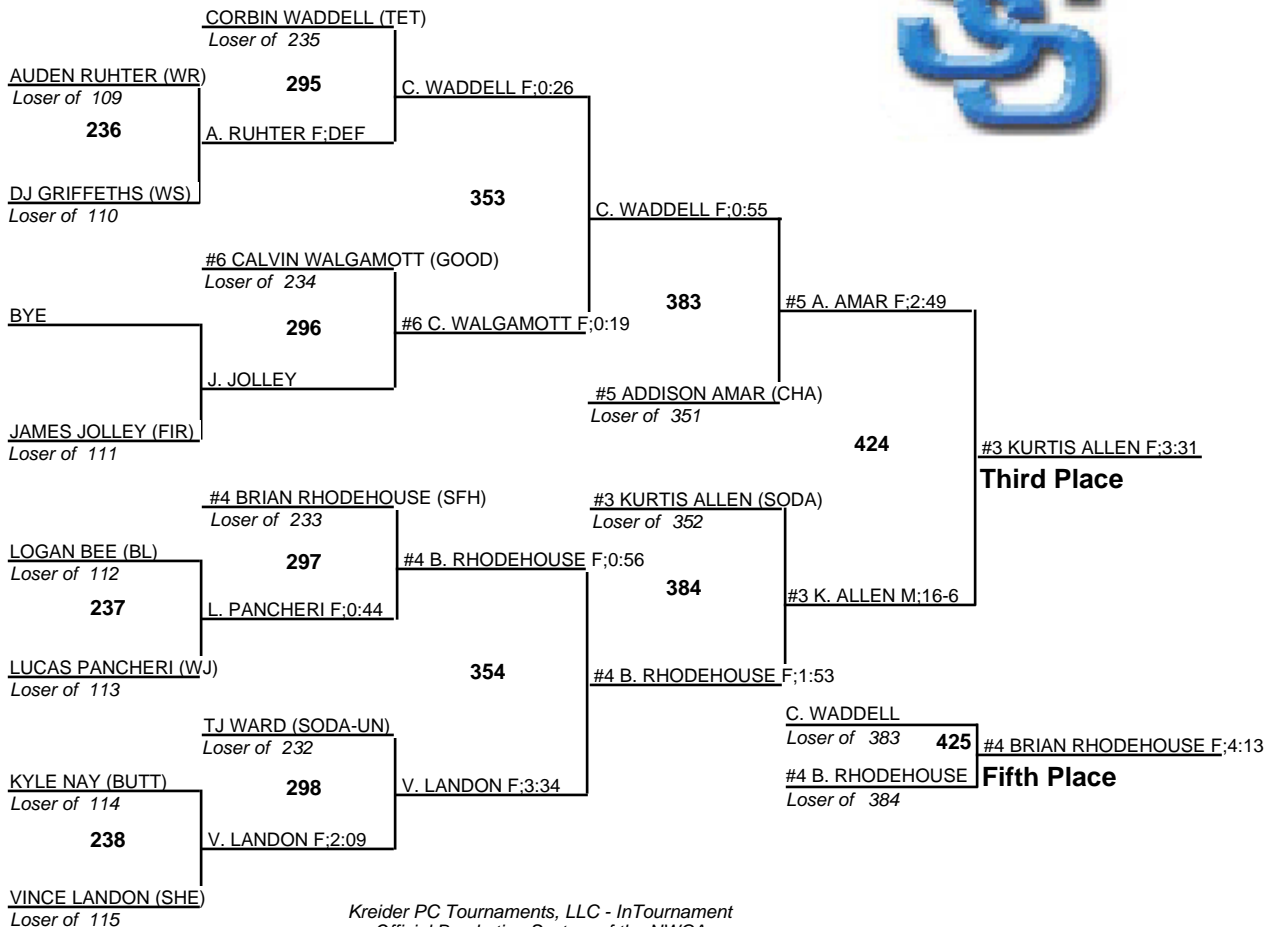 CORBIN WADDELL (TET)
Loser of 235
AUDEN RUHTER (WR)
Loser of 109
295
C. WADDELL F;0:26
236
A. RUHTER F;DEF
DJ GRIFFETHS (WS)
Loser of 110
353
C. WADDELL F;0:55
#6 CALVIN WALGAMOTT (GOOD)
Loser of 234
BYE
296
#6 C. WALGAMOTT F;0:19
383
#5 A. AMAR F;2:49
J. JOLLEY
#5 ADDISON AMAR (CHA)
Loser of 351
JAMES JOLLEY (FIR)
Loser of 111
424
#3 KURTIS ALLEN F;3:31
Third Place
#4 BRIAN RHODEHOUSE (SFH)
Loser of 233
#3 KURTIS ALLEN (SODA)
Loser of 352
LOGAN BEE (BL)
Loser of 112
297
#4 B. RHODEHOUSE F;0:56
384
237
L. PANCHERI F;0:44
#3 K. ALLEN M;16-6
LUCAS PANCHERI (WJ)
Loser of 113
354
#4 B. RHODEHOUSE F;1:53
TJ WARD (SODA-UN)
Loser of 232
C. WADDELL
Loser of 383
425
#4 BRIAN RHODEHOUSE F;4:13
Fifth Place
#4 B. RHODEHOUSE
Loser of 384
KYLE NAY (BUTT)
Loser of 114
298
V. LANDON F;3:34
238
V. LANDON F;2:09
VINCE LANDON (SHE)
Loser of 115
Kreider PC Tournaments, LLC - InTournament